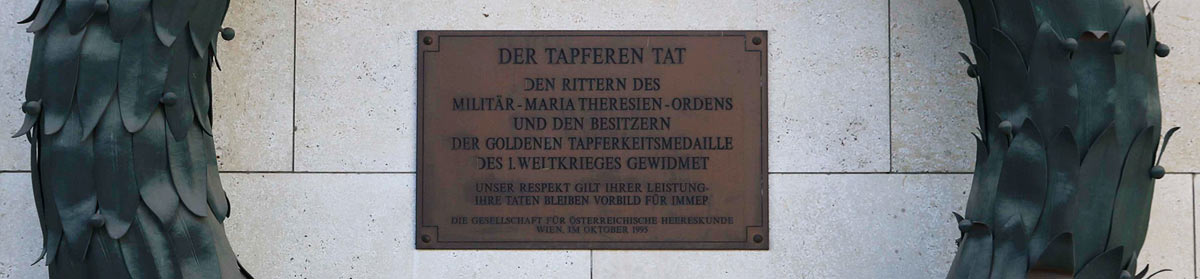 DER TAPFEREN TAT
DEN RITTERN DES
MILITÄR-MARIA THERESIEN-ORDENS
UND DEN BESITZERN
DER GOLDENEN TAPFERKEITSMEDAILLE
DES 1. WELTKRIEGES GEWIDMET
UNSER RESPEKT GILT IHRER LEISTUNG-
IHRE TATEN BLEIBEN VORBILD FÜR IMMER
DIE GESELLSCHAFT FÜR ÖSTERREICHISCHE HEERESKUNDE
WIEN, IM OKTOBER 1995